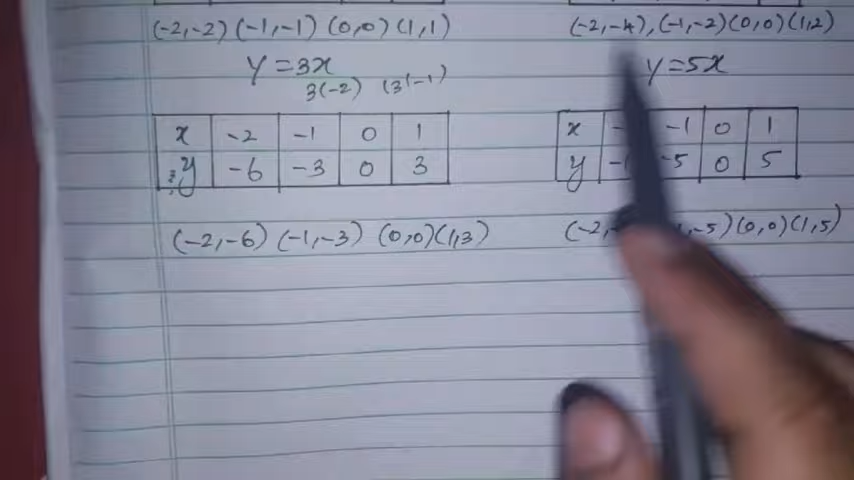 (-2,-2) (-1,-1) (0,0) (1,1)
y = 3x
3(-2) (3(-1)
x -2 -1 0 1
y -6 -3 0 3
(-2,-6) (-1,-3) (0,0) (1,3)
(-2,-4), (-1,-2) (0,0) (1,2)
y = 5x
x -1 0 1
y -5 0 5
(-2, -5) (0,0) (1,5)